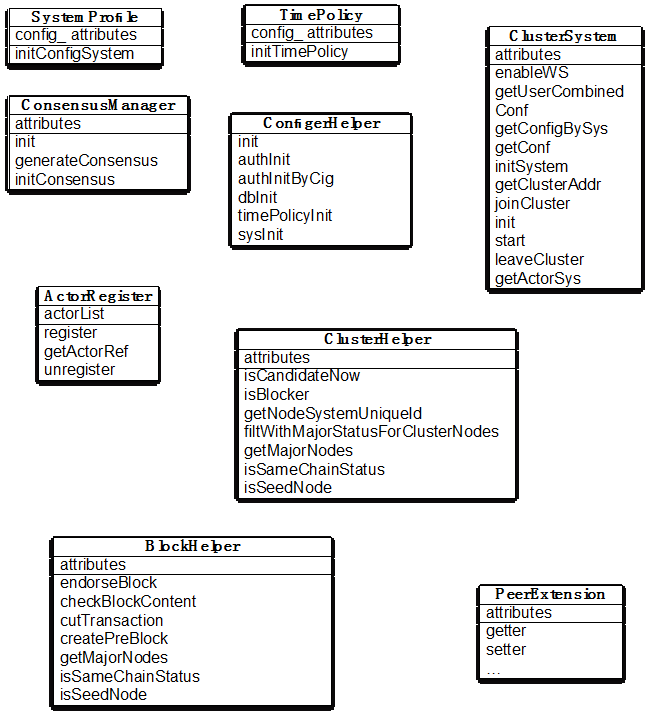 SystemProfile
config_ attributes
initConfigSystem
TimePolicy
config_ attributes
initTimePolicy
ClusterSystem
attributes
enableWS
getUserCombined
Conf
getConfigBySys
getConf
initSystem
getClusterAddr
joinCluster
init
start
leaveCluster
getActorSys
ConsensusManager
attributes
init
generateConsensus
initConsensus
ConfigerHelper
init
authInit
authInitByCig
dbInit
timePolicyInit
sysInit
ActorRegister
actorList
register
getActorRef
unregister
ClusterHelper
attributes
isCandidateNow
isBlocker
getNodeSystemUniqueId
filtWithMajorStatusForClusterNodes
getMajorNodes
isSameChainStatus
isSeedNode
BlockHelper
attributes
endorseBlock
checkBlockContent
cutTransaction
createPreBlock
getMajorNodes
isSameChainStatus
isSeedNode
PeerExtension
attributes
getter
setter
...